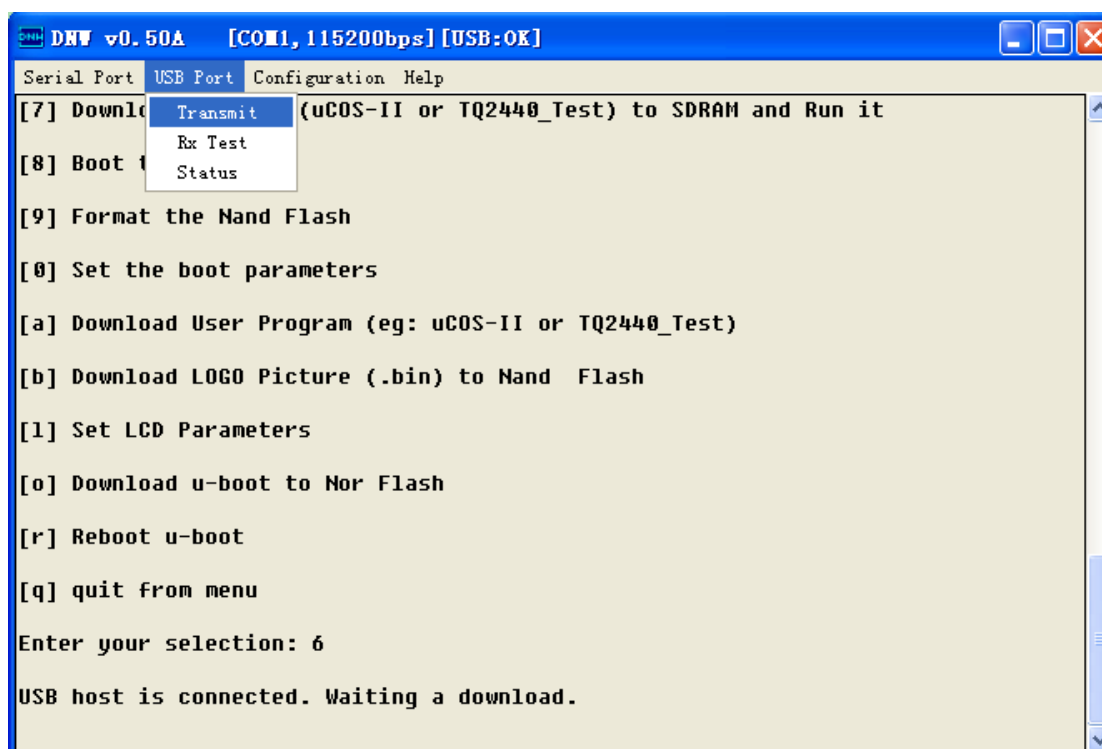 DNW v0.50A [COM1,115200bps][USB:OK]
Serial Port USB Port Configuration Help
[7] Downlo (uCOS-II or TQ2440_Test) to SDRAM and Run it
Transmit
Rx Test
Status
[8] Boot t
[9] Format the Nand Flash
[0] Set the boot parameters
[a] Download User Program (eg: uCOS-II or TQ2440_Test)
[b] Download LOGO Picture (.bin) to Nand Flash
[l] Set LCD Parameters
[o] Download u-boot to Nor Flash
[r] Reboot u-boot
[q] quit from menu
Enter your selection: 6
USB host is connected. Waiting a download.